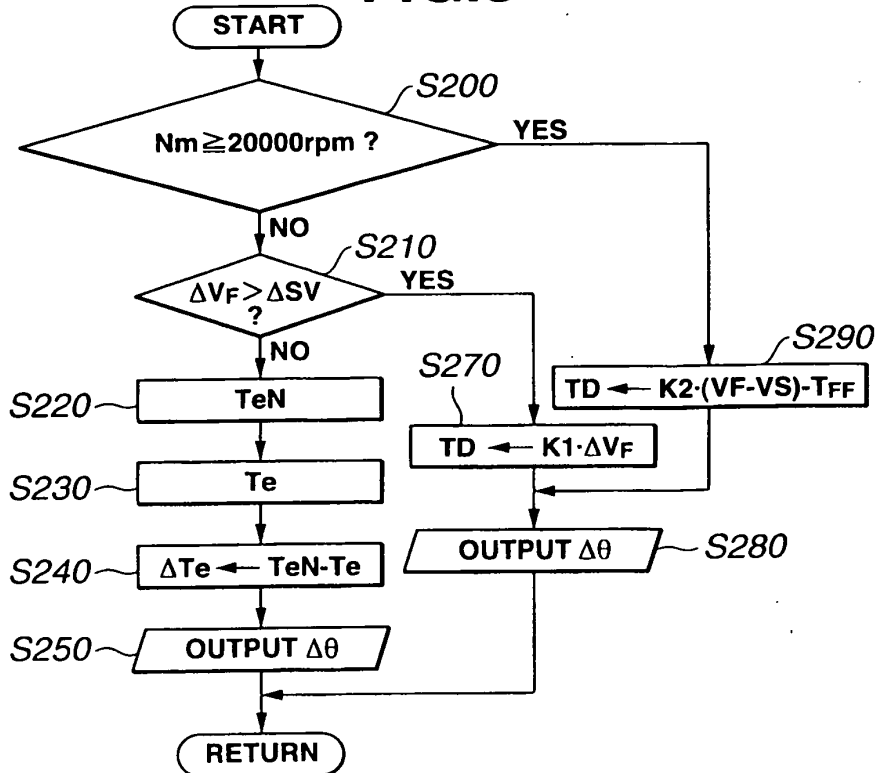 START
S200
Nm≧20000rpm ?
YES
NO
S210
ΔVF>ΔSV
?
YES
NO
S290
TD ← K2·(VF-VS)-TFF
S270
TD ← K1·ΔVF
S220
TeN
S230
Te
S240
ΔTe ← TeN-Te
OUTPUT Δθ
S280
S250
OUTPUT Δθ
RETURN